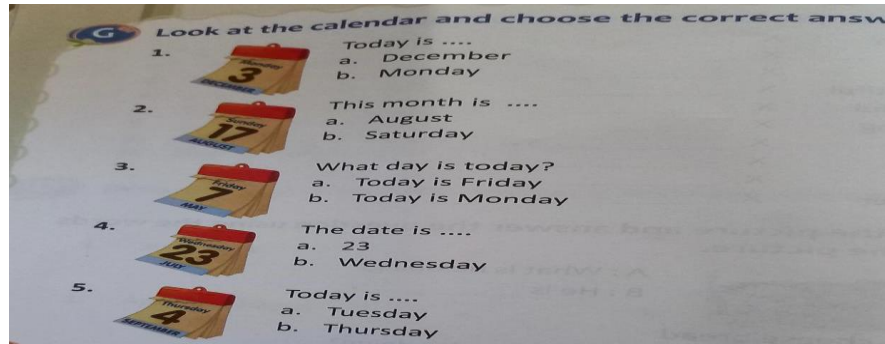 G Look at the calendar and choose the correct answ
1.
Monday
3
DECEMBER
Today is ....
a. December
b. Monday
2.
Sunday
17
AUGUST
This month is ....
a. August
b. Saturday
3.
Friday
7
MAY
What day is today?
a. Today is Friday
b. Today is Monday
4.
Wednesday
23
JULY
The date is ....
a. 23
b. Wednesday
5.
Thursday
4
SEPTEMBER
Today is ....
a. Tuesday
b. Thursday